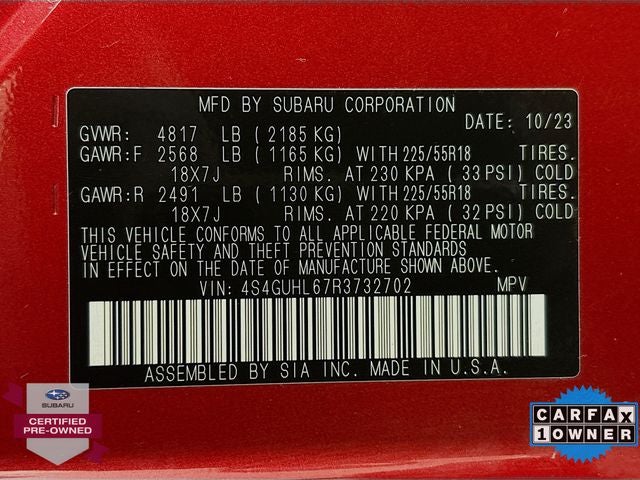 MFD BY SUBARU CORPORATION
DATE: 10/23
GVWR: 4817 LB (2185 KG)
GAWR:F 2568 LB (1165 KG) WITH 225/55R18 TIRES.
18X7J RIMS. AT 230 KPA (33 PSI) COLD
GAWR:R 2491 LB (1130 KG) WITH 225/55R18 TIRES.
18X7J RIMS. AT 220 KPA (32 PSI) COLD
THIS VEHICLE CONFORMS TO ALL APPLICABLE FEDERAL MOTOR
VEHICLE SAFETY AND THEFT PREVENTION STANDARDS
IN EFFECT ON DATE OF MANUFACTURE SHOWN ABOVE.
VIN: 4S4GUHL67R3732702 MPV
ASSEMBLED BY SIA INC. MADE IN U.S.A.
SUBARU
CERTIFIED
PRE-OWNED
CARFAX
1 OWNER